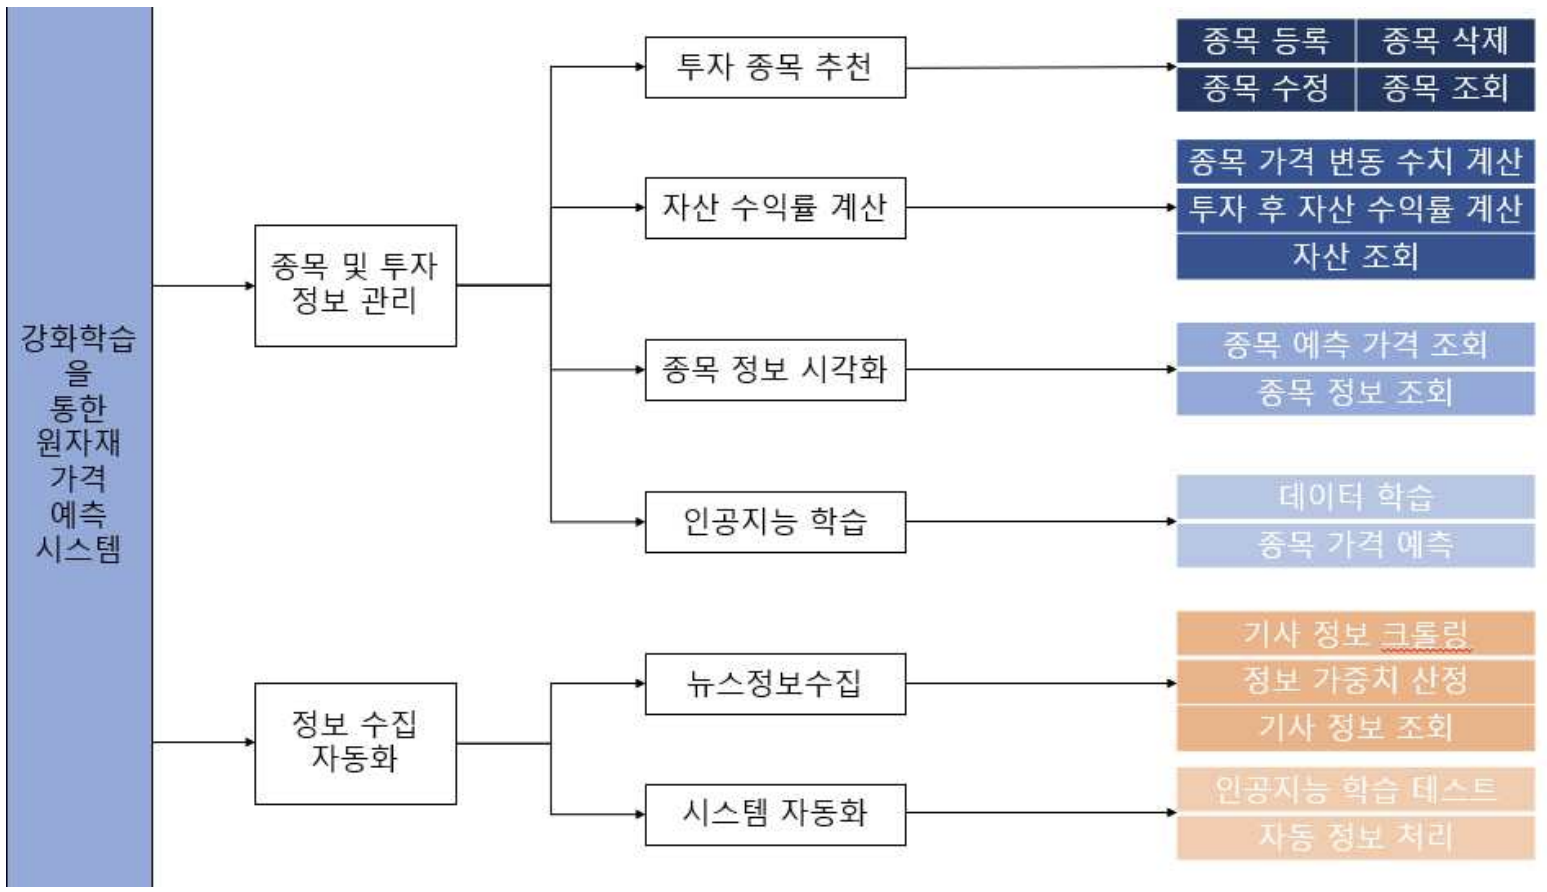 강화학습
을
통한
원자재
가격
예측
시스템
종목 및 투자
정보 관리
투자 종목 추천
종목 등록
종목 삭제
종목 수정
종목 조회
자산 수익률 계산
종목 가격 변동 수치 계산
투자 후 자산 수익률 계산
자산 조회
종목 정보 시각화
종목 예측 가격 조회
종목 정보 조회
인공지능 학습
데이터 학습
종목 가격 예측
정보 수집
자동화
뉴스정보수집
기사 정보 크롤링
정보 가중치 산정
기사 정보 조회
시스템 자동화
인공지능 학습 테스트
자동 정보 처리